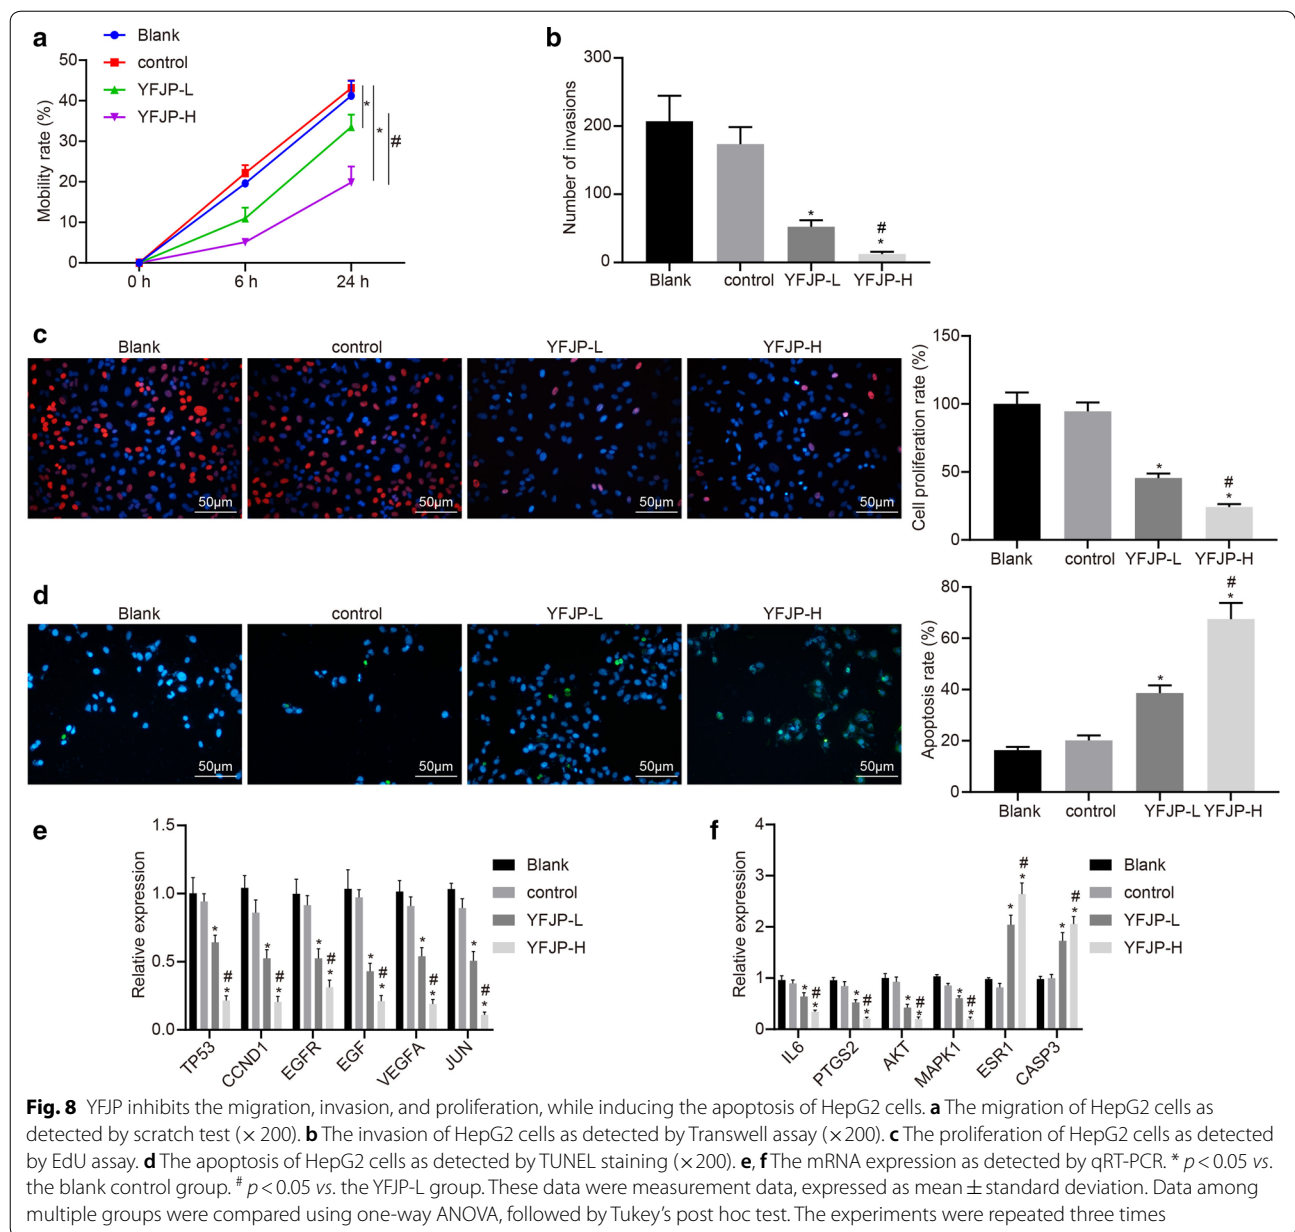 a
Blank
control
YFJP-L
YFJP-H
Mobility rate (%)
50
40
30
20
10
0
0 h
6 h
24 h
*
*
#
b
Number of invasions
300
200
100
0
*
#
*
Blank
control
YFJP-L
YFJP-H
c
Blank
control
YFJP-L
YFJP-H
50μm
50μm
50μm
50μm
Cell proliferation rate (%)
150
100
50
0
*
#
*
Blank
control
YFJP-L
YFJP-H
d
Blank
control
YFJP-L
YFJP-H
50μm
50μm
50μm
50μm
Apoptosis rate (%)
80
60
40
20
0
*
#
*
Blank
control
YFJP-L
YFJP-H
e
Relative expression
1.5
1.0
0.5
0.0
*
#
*
*
#
*
*
#
*
*
#
*
*
#
*
*
#
*
TP53
CCND1
EGFR
EGF
VEGFA
JUN
Blank
control
YFJP-L
YFJP-H
f
Relative expression
4
3
2
1
0
*
#
*
*
#
*
*
#
*
*
#
*
*
#
*
*
#
*
IL6
PTGS2
AKT
MAPK1
ESR1
CASP3
Blank
control
YFJP-L
YFJP-H
Fig. 8 YFJP inhibits the migration, invasion, and proliferation, while inducing the apoptosis of HepG2 cells. a The migration of HepG2 cells as
detected by scratch test (× 200). b The invasion of HepG2 cells as detected by Transwell assay (×200). c The proliferation of HepG2 cells as detected
by EdU assay. d The apoptosis of HepG2 cells as detected by TUNEL staining (×200). e, f The mRNA expression as detected by qRT-PCR. * p < 0.05 vs.
the blank control group. # p < 0.05 vs. the YFJP-L group. These data were measurement data, expressed as mean ± standard deviation. Data among
multiple groups were compared using one-way ANOVA, followed by Tukey's post hoc test. The experiments were repeated three times